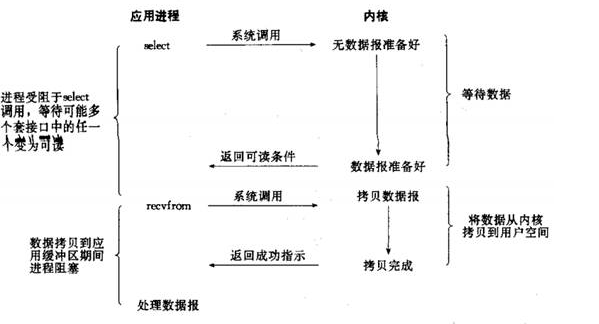 应用进程
内核
select
系统调用
无数据报准备好
进程受阻于select
调用，等待可能多
个套接口中的任一
个变为可读
等待数据
返回可读条件
数据报准备好
recvfrom
系统调用
拷贝数据报
数据拷贝到应
用缓冲区期间
进程阻塞
将数据从内核
拷贝到用户空间
返回成功指示
拷贝完成
处理数据报